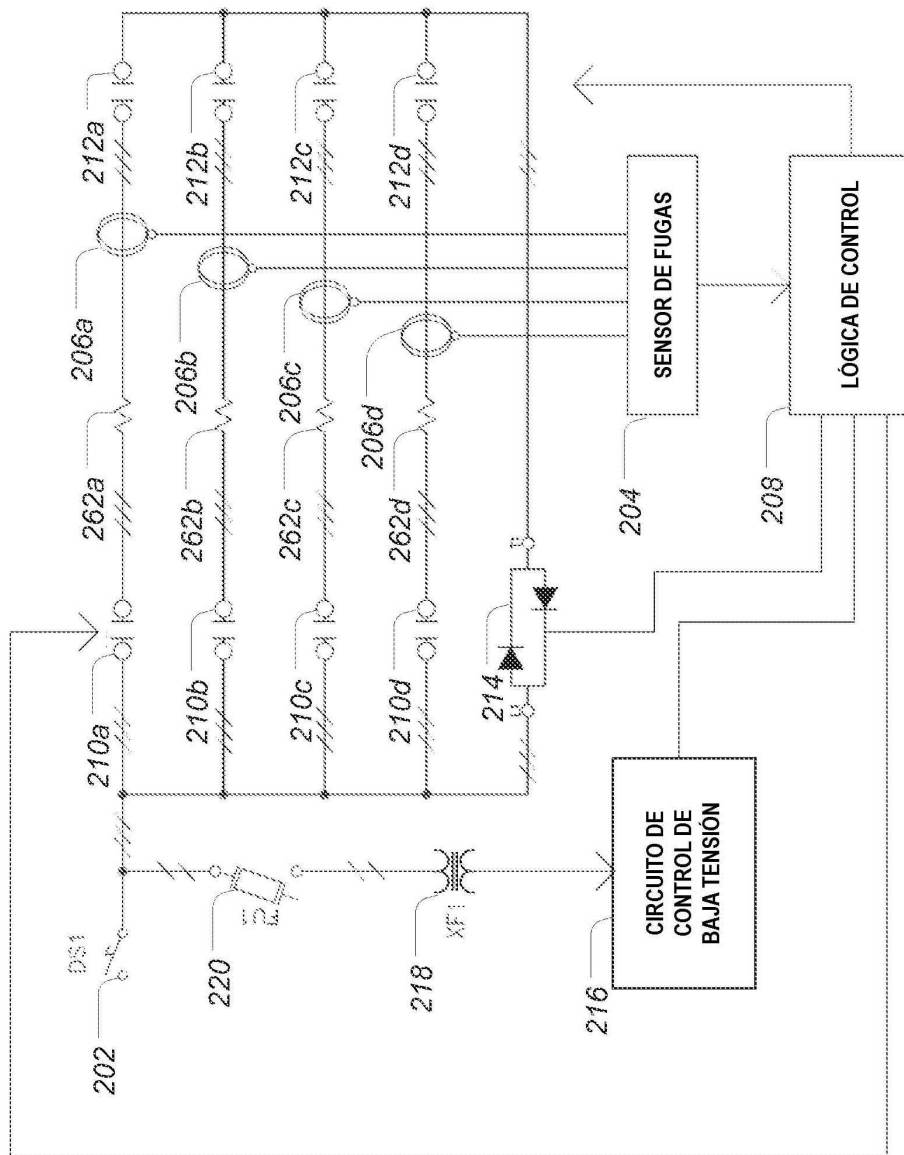 212a
212b
212c
212d
206a
206b
206c
206d
262a
262b
262c
262d
210a
210b
210c
210d
214
DS1
202
220
218
XF1
216
CIRCUITO DE
CONTROL DE
BAJA TENSIÓN
204
SENSOR DE FUGAS
208
LÓGICA DE CONTROL